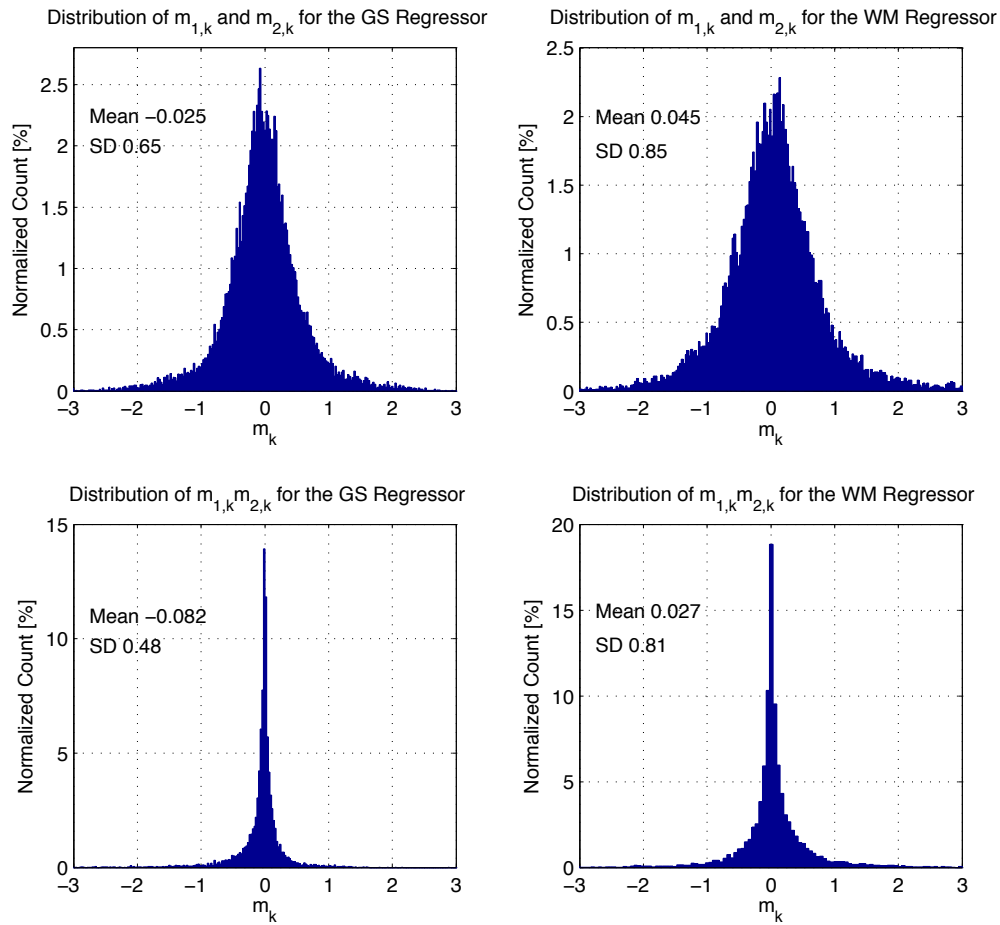 Distribution of m1,k and m2,k for the GS Regressor
Normalized Count [%]
2.5
2
1.5
1
0.5
0
Mean −0.025
SD 0.65
−3 −2 −1 0 1 2 3
mk
Distribution of m1,k and m2,k for the WM Regressor
Normalized Count [%]
2.5
2
1.5
1
0.5
0
Mean 0.045
SD 0.85
−3 −2 −1 0 1 2 3
mk
Distribution of m1,km2,k for the GS Regressor
Normalized Count [%]
15
10
5
0
Mean −0.082
SD 0.48
−3 −2 −1 0 1 2 3
mk
Distribution of m1,km2,k for the WM Regressor
Normalized Count [%]
20
15
10
5
0
Mean 0.027
SD 0.81
−3 −2 −1 0 1 2 3
mk